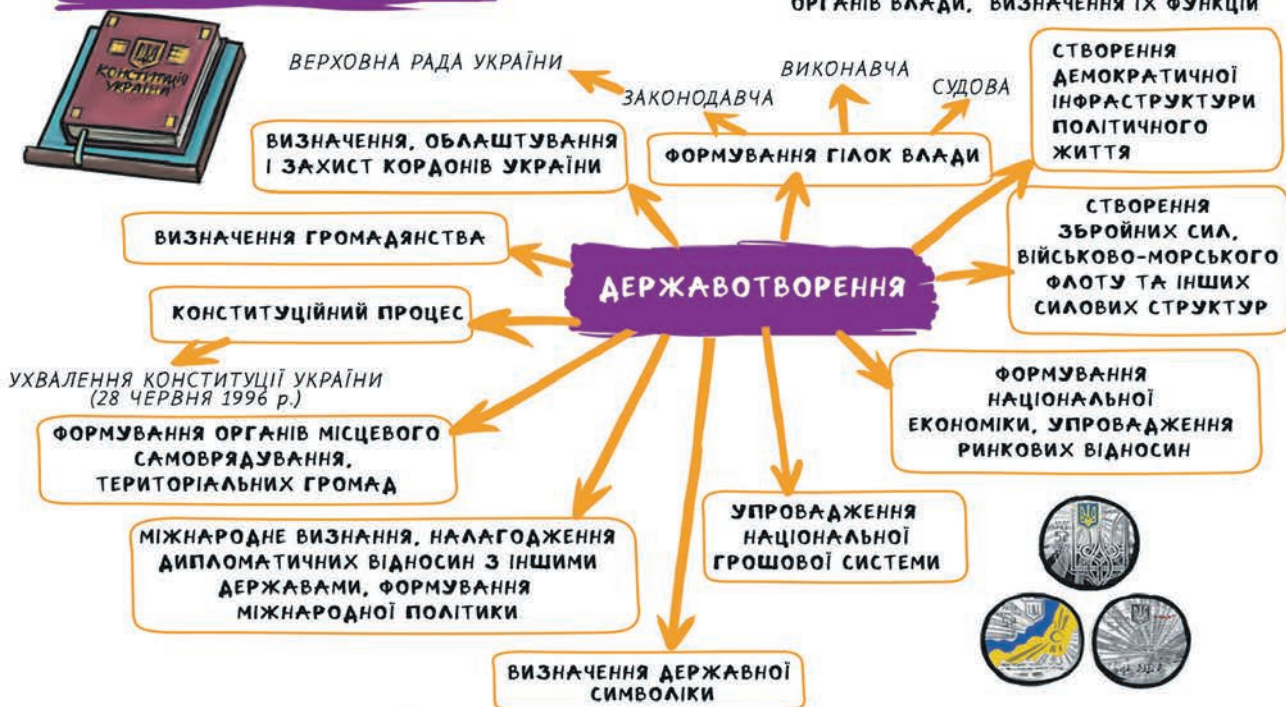 ОРГАНІВ ВЛАДИ, ВИЗНАЧЕННЯ ЇХ ФУНКЦІЙ
КОНСТИТУЦІЯ
УКРАЇНИ
ВЕРХОВНА РАДА УКРАЇНИ
ЗАКОНОДАВЧА
ВИКОНАВЧА
СУДОВА
СТВОРЕННЯ
ДЕМОКРАТИЧНОЇ
ІНФРАСТРУКТУРИ
ПОЛІТИЧНОГО
ЖИТТЯ
ВИЗНАЧЕННЯ, ОБЛАШТУВАННЯ
І ЗАХИСТ КОРДОНІВ УКРАЇНИ
ФОРМУВАННЯ ГІЛОК ВЛАДИ
ВИЗНАЧЕННЯ ГРОМАДЯНСТВА
СТВОРЕННЯ
ЗБРОЙНИХ СИЛ,
ВІЙСЬКОВО-МОРСЬКОГО
ФЛОТУ ТА ІНШИХ
СИЛОВИХ СТРУКТУР
ДЕРЖАВОТВОРЕННЯ
КОНСТИТУЦІЙНИЙ ПРОЦЕС
УХВАЛЕННЯ КОНСТИТУЦІЇ УКРАЇНИ
(28 ЧЕРВНЯ 1996 р.)
ФОРМУВАННЯ
НАЦІОНАЛЬНОЇ
ЕКОНОМІКИ, УПРОВАДЖЕННЯ
РИНКОВИХ ВІДНОСИН
ФОРМУВАННЯ ОРГАНІВ МІСЦЕВОГО
САМОВРЯДУВАННЯ,
ТЕРИТОРІАЛЬНИХ ГРОМАД
МІЖНАРОДНЕ ВИЗНАННЯ, НАЛАГОДЖЕННЯ
ДИПЛОМАТИЧНИХ ВІДНОСИН З ІНШИМИ
ДЕРЖАВАМИ, ФОРМУВАННЯ
МІЖНАРОДНОЇ ПОЛІТИКИ
УПРОВАДЖЕННЯ
НАЦІОНАЛЬНОЇ
ГРОШОВОЇ СИСТЕМИ
ВИЗНАЧЕННЯ ДЕРЖАВНОЇ
СИМВОЛІКИ